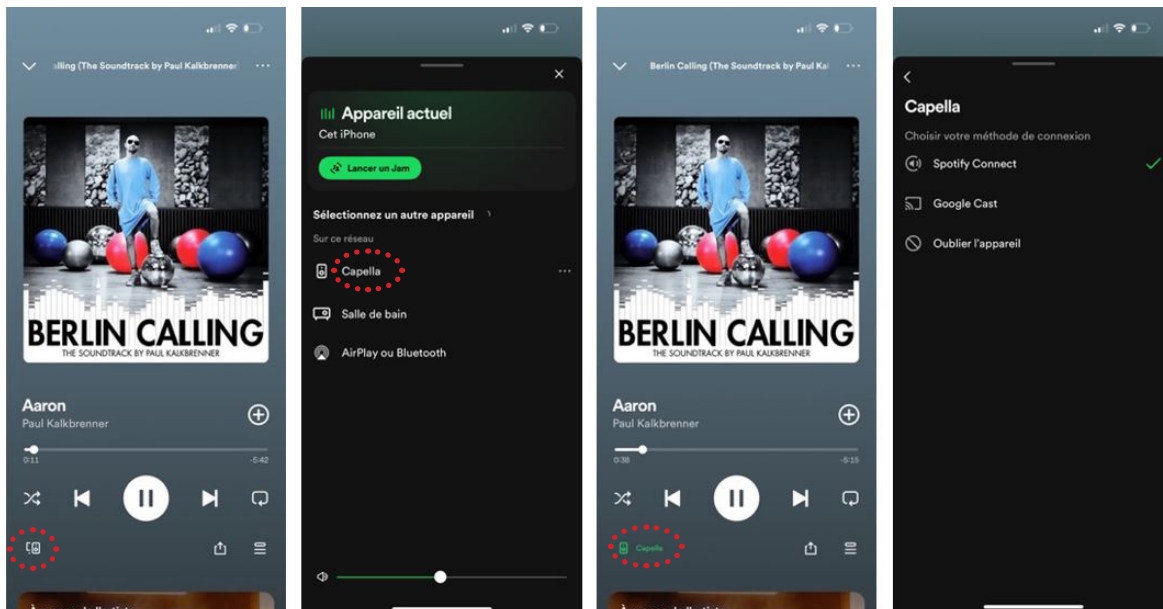 alling (The Soundtrack by Paul Kalkbrenner
BERLIN CALLING
THE SOUNDTRACK BY PAUL KALKBRENNER
Aaron
Paul Kalkbrenner
0:11
-5:42
Appareil actuel
Cet iPhone
Lancer un Jam
Sélectionnez un autre appareil
Sur ce réseau
Capella
Salle de bain
AirPlay ou Bluetooth
Berlin Calling (The Soundtrack by Paul Kal
BERLIN CALLING
THE SOUNDTRACK BY PAUL KALKBRENNER
Aaron
Paul Kalkbrenner
0:38
-5:15
Capella
Capella
Choisir votre méthode de connexion
Spotify Connect
Google Cast
Oublier l'appareil